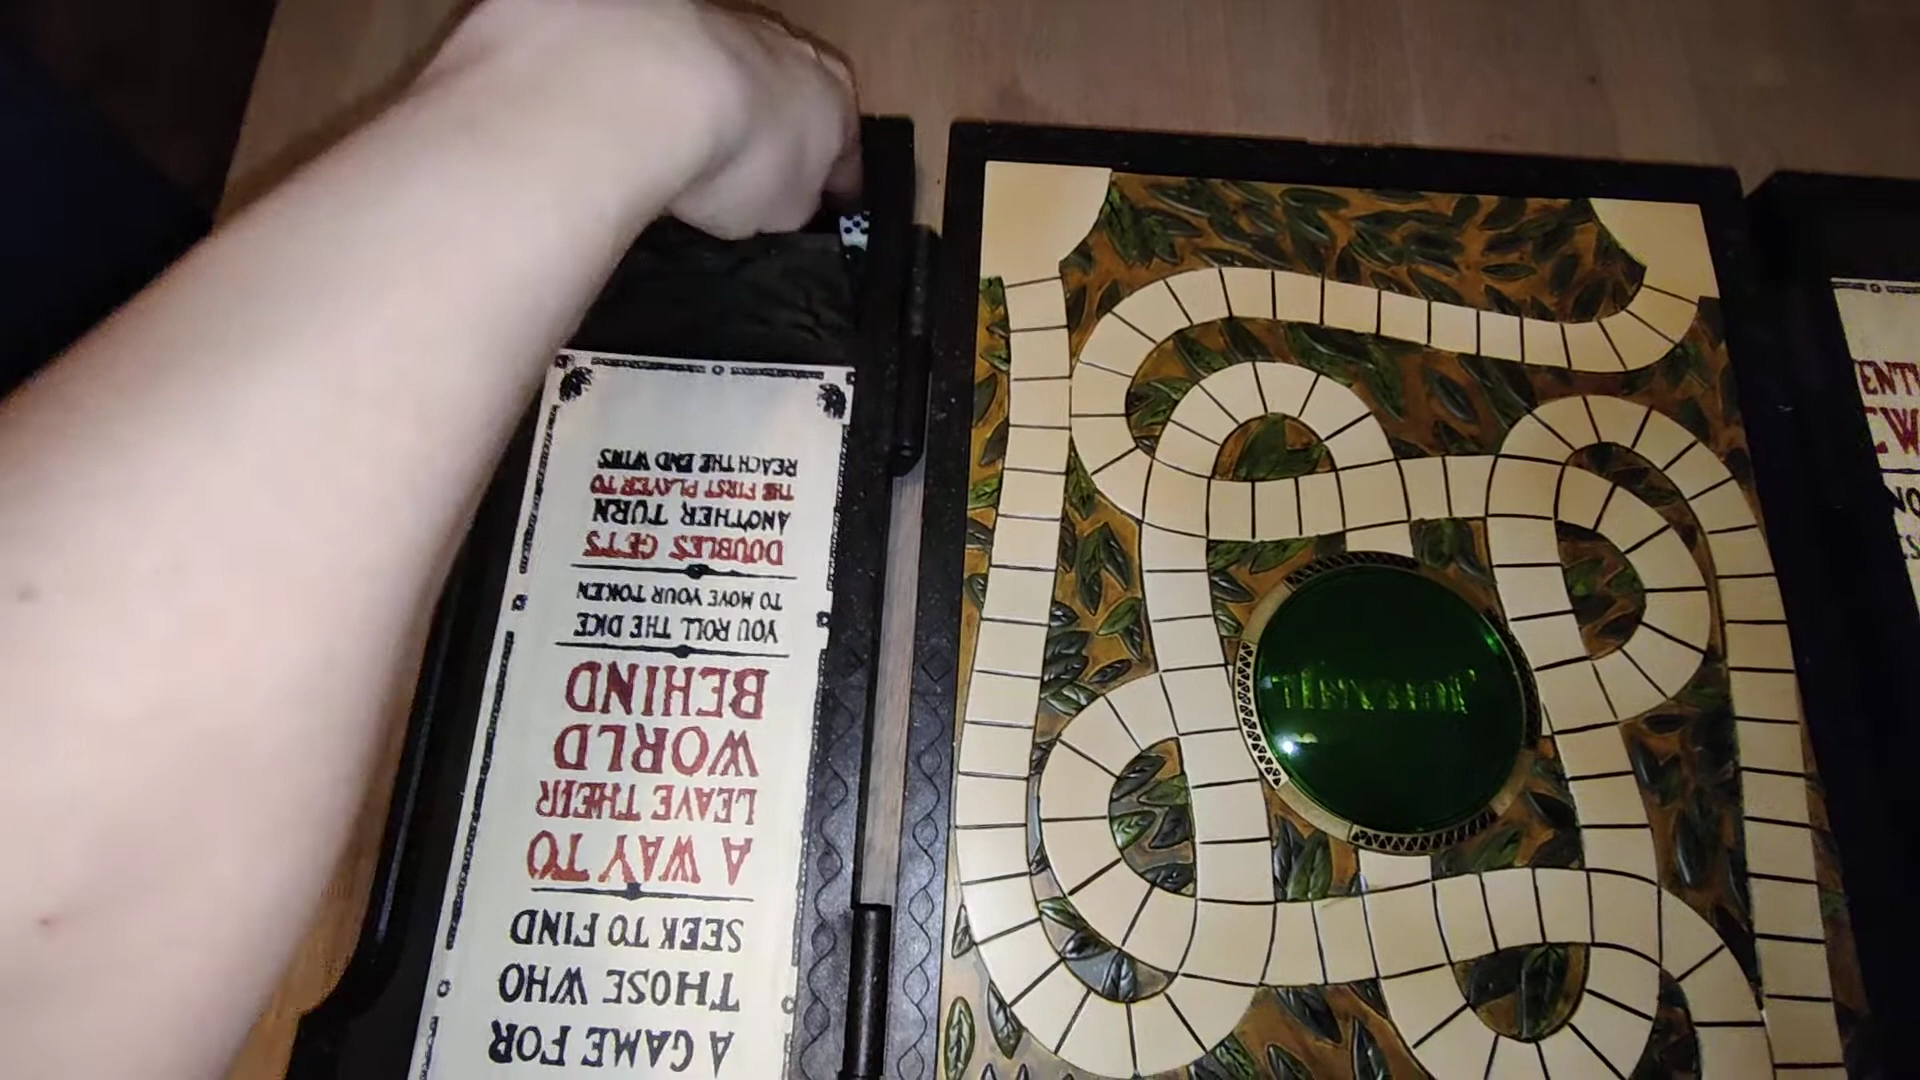 A GAME FOR
THOSE WHO
SEEK TO FIND
A WAY TO
LEAVE THEIR
WORLD
BEHIND
YOU ROLL THE DICE
TO MOVE YOUR TOKEN
DOUBLES GETS
ANOTHER TURN
THE FIRST PLAYER TO
REACH THE END WINS
JUMANJI